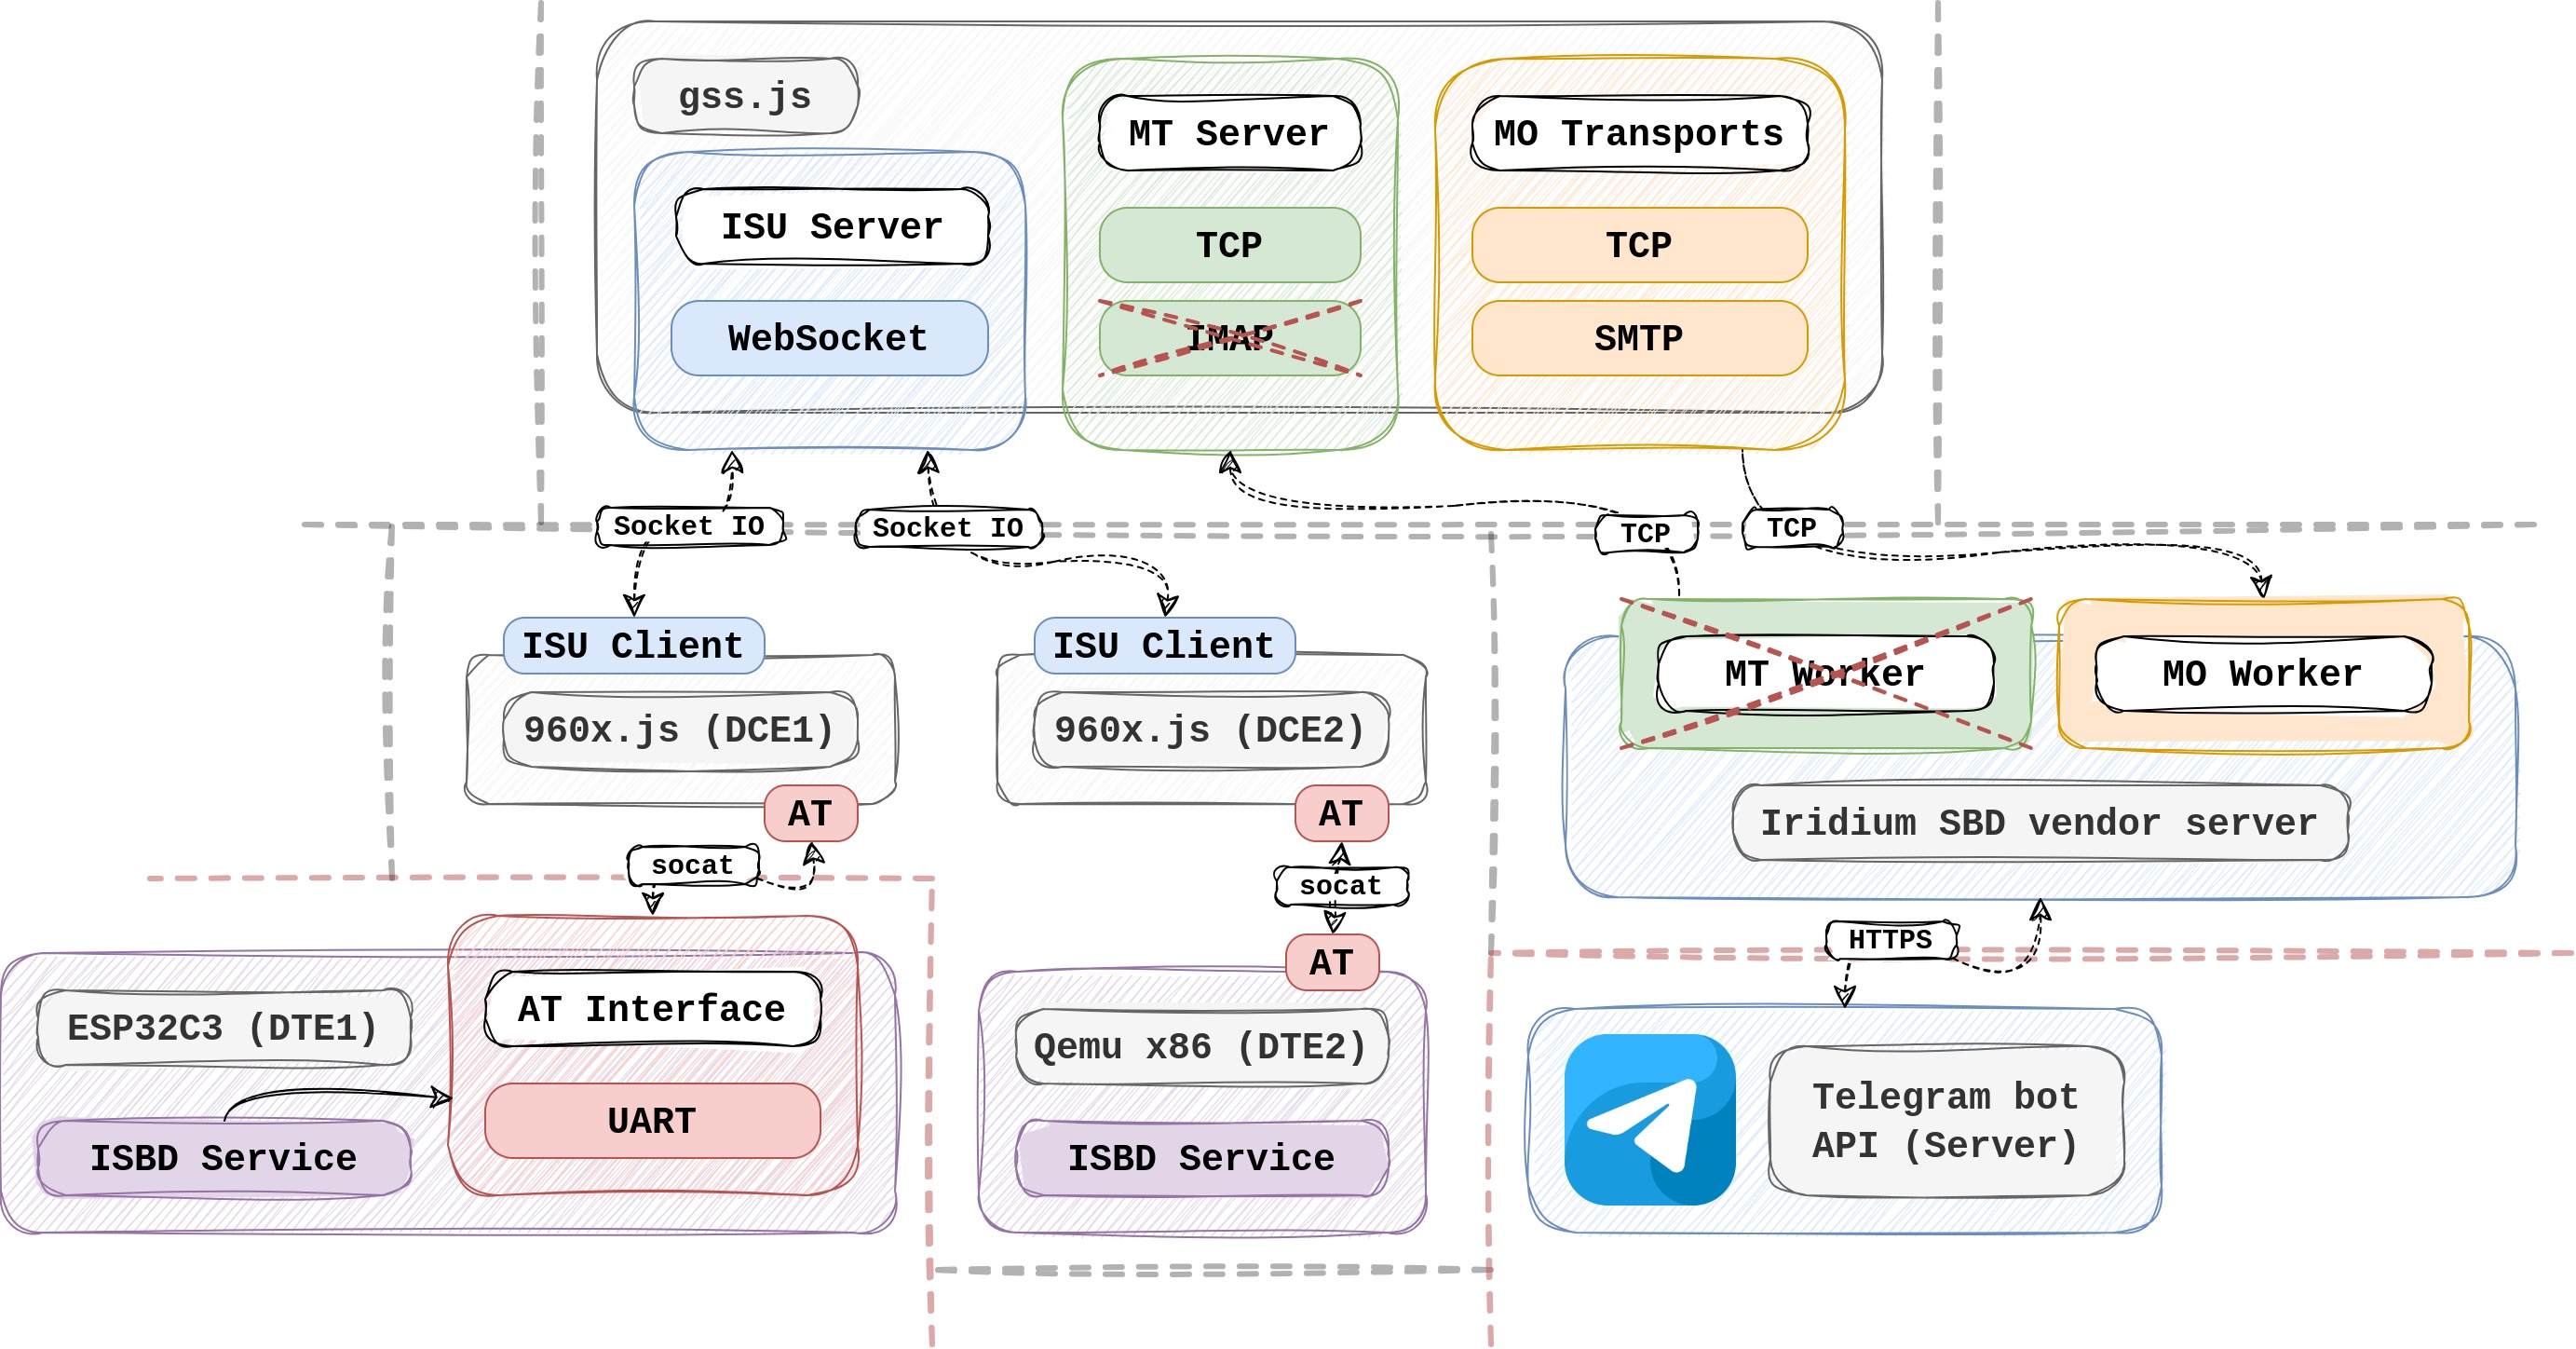 gss.js
MT Server
MO Transports
ISU Server
TCP
TCP
WebSocket
IMAP
SMTP
Socket IO
Socket IO
TCP
TCP
ISU Client
ISU Client
MT Worker
MO Worker
960x.js (DCE1)
960x.js (DCE2)
AT
AT
Iridium SBD vendor server
socat
socat
HTTPS
AT
AT Interface
ESP32C3 (DTE1)
Qemu x86 (DTE2)
Telegram bot
API (Server)
UART
ISBD Service
ISBD Service